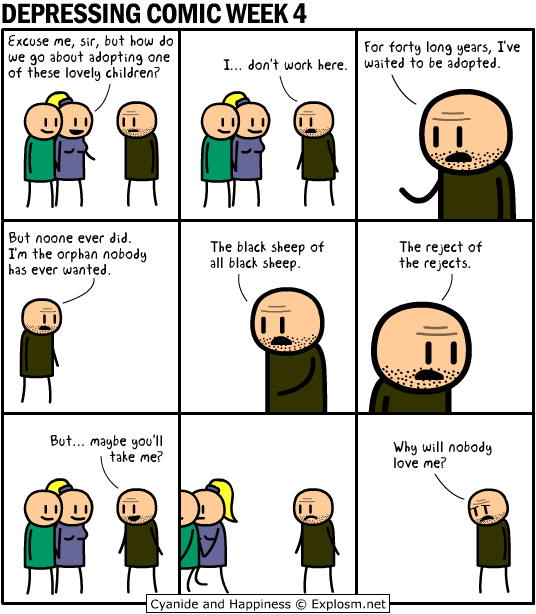 DEPRESSING COMIC WEEK 4
Excuse me, sir, but how do
we go about adopting one
of these lovely children?
I... don't work here.
For forty long years, I've
waited to be adopted.
But noone ever did.
I'm the orphan nobody
has ever wanted.
The black sheep of
all black sheep.
The reject of
the rejects.
But... maybe you'll
take me?
Why will nobody
love me?
Cyanide and Happiness © Explosm.net